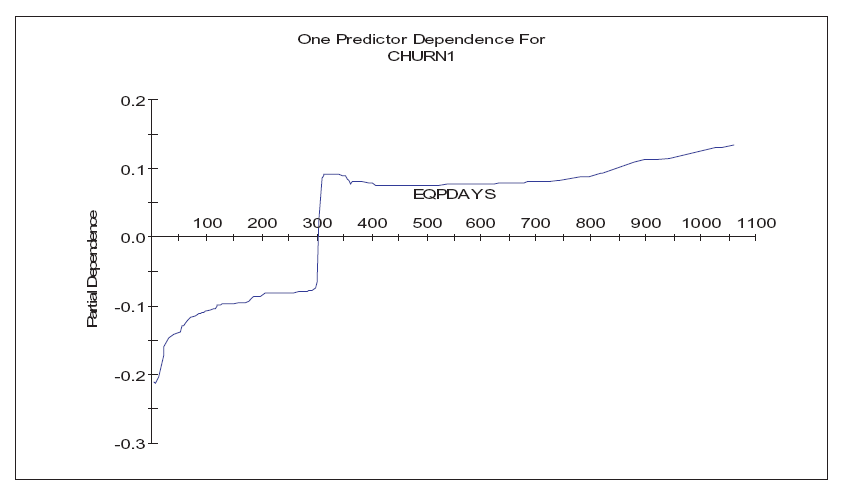 One Predictor Dependence For
CHURN1
0.2
0.1
EQPDAYS
100 200 300 400 500 600 700 800 900 1000 1100
0.0
Partial Dependence
-0.1
-0.2
-0.3